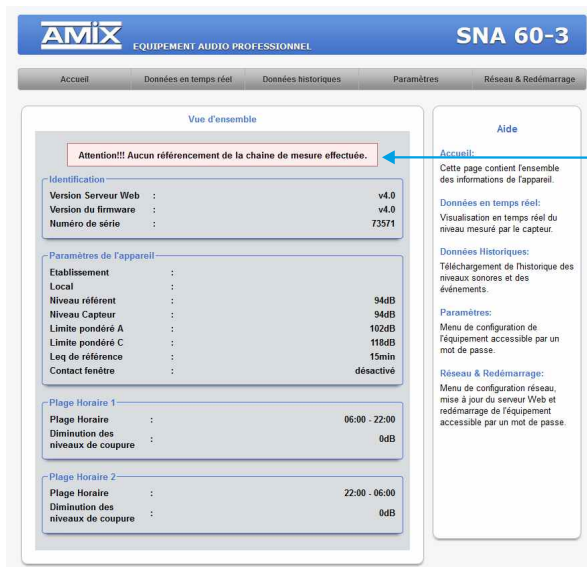 AMiX EQUIPEMENT AUDIO PROFESSIONNEL
SNA 60-3
Accueil Données en temps réel Données historiques Paramètres Réseau & Redémarrage
Vue d'ensemble
Attention!!! Aucun référencement de la chaine de mesure effectuée.
Identification
Version Serveur Web : v4.0
Version du firmware : v4.0
Numéro de série : 73571
Paramètres de l'appareil
Etablissement :
Local :
Niveau référent : 94dB
Niveau Capteur : 94dB
Limite pondéré A : 102dB
Limite pondéré C : 118dB
Leq de référence : 15min
Contact fenêtre : désactivé
Plage Horaire 1
Plage Horaire : 06:00 - 22:00
Diminution des
niveaux de coupure : 0dB
Plage Horaire 2
Plage Horaire : 22:00 - 06:00
Diminution des
niveaux de coupure : 0dB
Aide
Accueil:
Cette page contient l'ensemble
des informations de l'appareil.
Données en temps réel:
Visualisation en temps réel du
niveau mesuré par le capteur.
Données Historiques:
Téléchargement de l'historique des
niveaux sonores et des
événements.
Paramètres:
Menu de configuration de
l'équipement accessible par un
mot de passe.
Réseau & Redémarrage:
Menu de configuration réseau,
mise à jour du serveur Web et
redémarrage de l'équipement
accessible par un mot de passe.